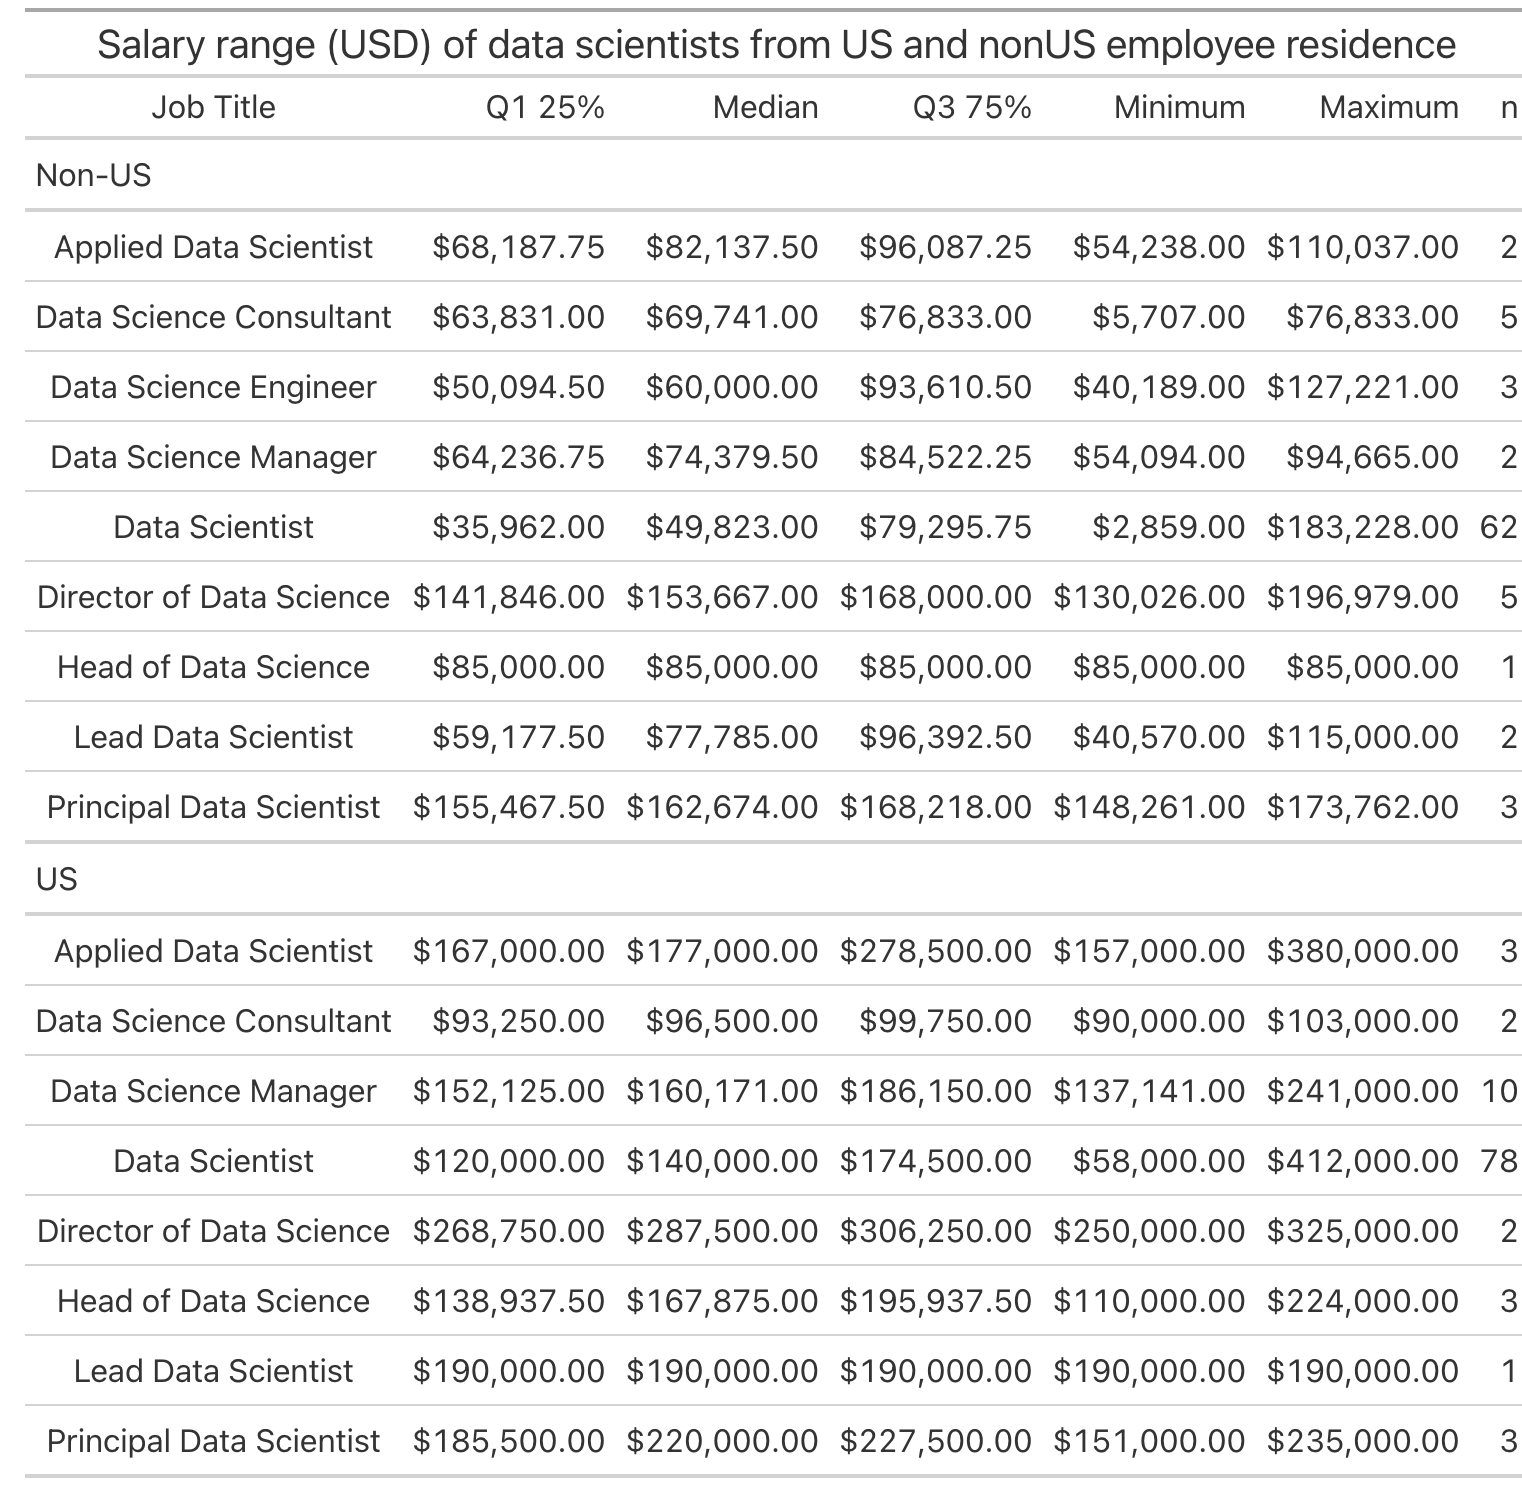 Salary range (USD) of data scientists from US and nonUS employee residence
Job Title Q1 25% Median Q3 75% Minimum Maximum n
Non-US
Applied Data Scientist $68,187.75 $82,137.50 $96,087.25 $54,238.00 $110,037.00 2
Data Science Consultant $63,831.00 $69,741.00 $76,833.00 $5,707.00 $76,833.00 5
Data Science Engineer $50,094.50 $60,000.00 $93,610.50 $40,189.00 $127,221.00 3
Data Science Manager $64,236.75 $74,379.50 $84,522.25 $54,094.00 $94,665.00 2
Data Scientist $35,962.00 $49,823.00 $79,295.75 $2,859.00 $183,228.00 62
Director of Data Science $141,846.00 $153,667.00 $168,000.00 $130,026.00 $196,979.00 5
Head of Data Science $85,000.00 $85,000.00 $85,000.00 $85,000.00 $85,000.00 1
Lead Data Scientist $59,177.50 $77,785.00 $96,392.50 $40,570.00 $115,000.00 2
Principal Data Scientist $155,467.50 $162,674.00 $168,218.00 $148,261.00 $173,762.00 3
US
Applied Data Scientist $167,000.00 $177,000.00 $278,500.00 $157,000.00 $380,000.00 3
Data Science Consultant $93,250.00 $96,500.00 $99,750.00 $90,000.00 $103,000.00 2
Data Science Manager $152,125.00 $160,171.00 $186,150.00 $137,141.00 $241,000.00 10
Data Scientist $120,000.00 $140,000.00 $174,500.00 $58,000.00 $412,000.00 78
Director of Data Science $268,750.00 $287,500.00 $306,250.00 $250,000.00 $325,000.00 2
Head of Data Science $138,937.50 $167,875.00 $195,937.50 $110,000.00 $224,000.00 3
Lead Data Scientist $190,000.00 $190,000.00 $190,000.00 $190,000.00 $190,000.00 1
Principal Data Scientist $185,500.00 $220,000.00 $227,500.00 $151,000.00 $235,000.00 3